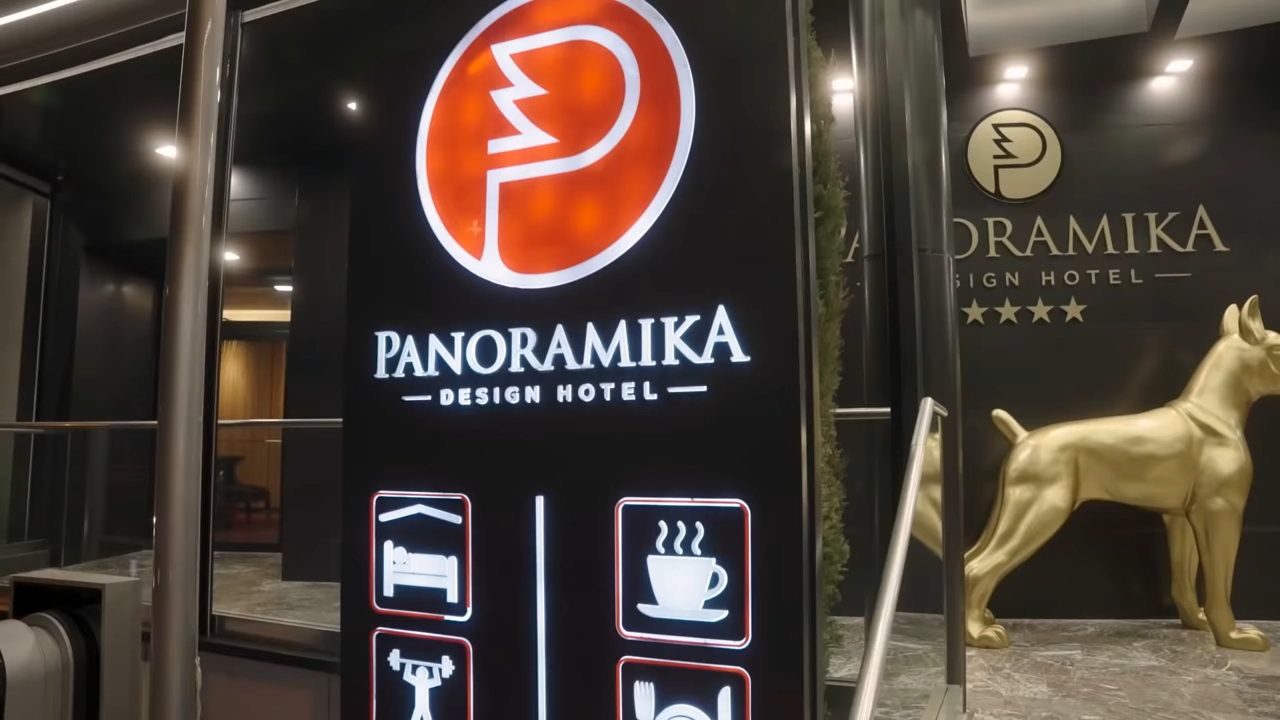 P
PANORAMIKA
DESIGN HOTEL
P
ORAMIKA
SIGN HOTEL